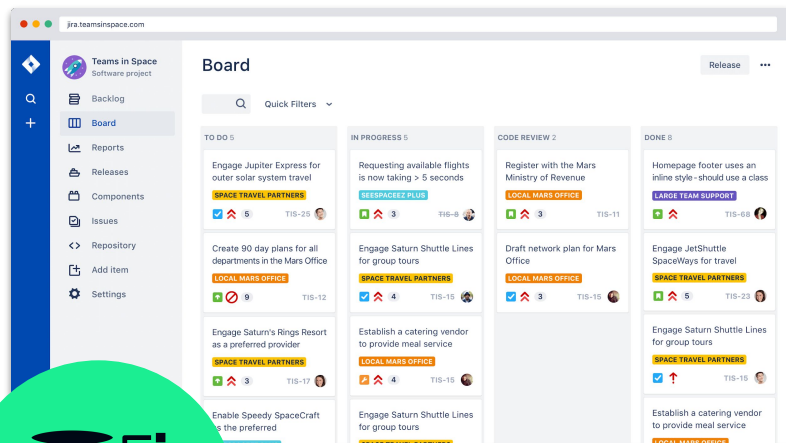 jira.teamsinspace.com
Teams in Space
Software project
Backlog
Board
Reports
Releases
Components
Issues
Repository
Add item
Settings
Board
Release
Quick Filters
TO DO 5
Engage Jupiter Express for
outer solar system travel
SPACE TRAVEL PARTNERS
5
TIS-25
Create 90 day plans for all
departments in the Mars Office
LOCAL MARS OFFICE
9
TIS-12
Engage Saturn's Rings Resort
as a preferred provider
SPACE TRAVEL PARTNERS
3
TIS-17
Enable Speedy SpaceCraft
as the preferred
IN PROGRESS 5
Requesting available flights
is now taking > 5 seconds
SEESPACEEZ PLUS
3
TIS-8
Engage Saturn Shuttle Lines
for group tours
SPACE TRAVEL PARTNERS
4
TIS-15
Establish a catering vendor
to provide meal service
LOCAL MARS OFFICE
4
TIS-15
Engage Saturn Shuttle Lines
for group tours
SPACE TRAVEL PARTNERS
CODE REVIEW 2
Register with the Mars
Ministry of Revenue
LOCAL MARS OFFICE
3
TIS-11
Draft network plan for Mars
Office
LOCAL MARS OFFICE
3
TIS-15
DONE 8
Homepage footer uses an
inline style-should use a class
LARGE TEAM SUPPORT
TIS-68
Engage JetShuttle
SpaceWays for travel
SPACE TRAVEL PARTNERS
5
TIS-23
Engage Saturn Shuttle Lines
for group tours
SPACE TRAVEL PARTNERS
TIS-15
Establish a catering vendor
to provide meal service
LOCAL MARS OFFICE